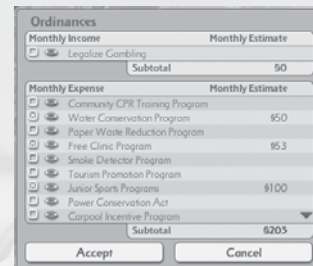 Ordinances
Monthly Income Monthly Estimate
Legalize Gambling
Subtotal §0
Monthly Expense Monthly Estimate
Community CPR Training Program
Water Conservation Program §50
Paper Waste Reduction Program
Free Clinic Program §53
Smoke Detector Program
Tourism Promotion Program
Junior Sports Programs §100
Power Conservation Act
Carpool Incentive Program
Subtotal §203
Accept Cancel